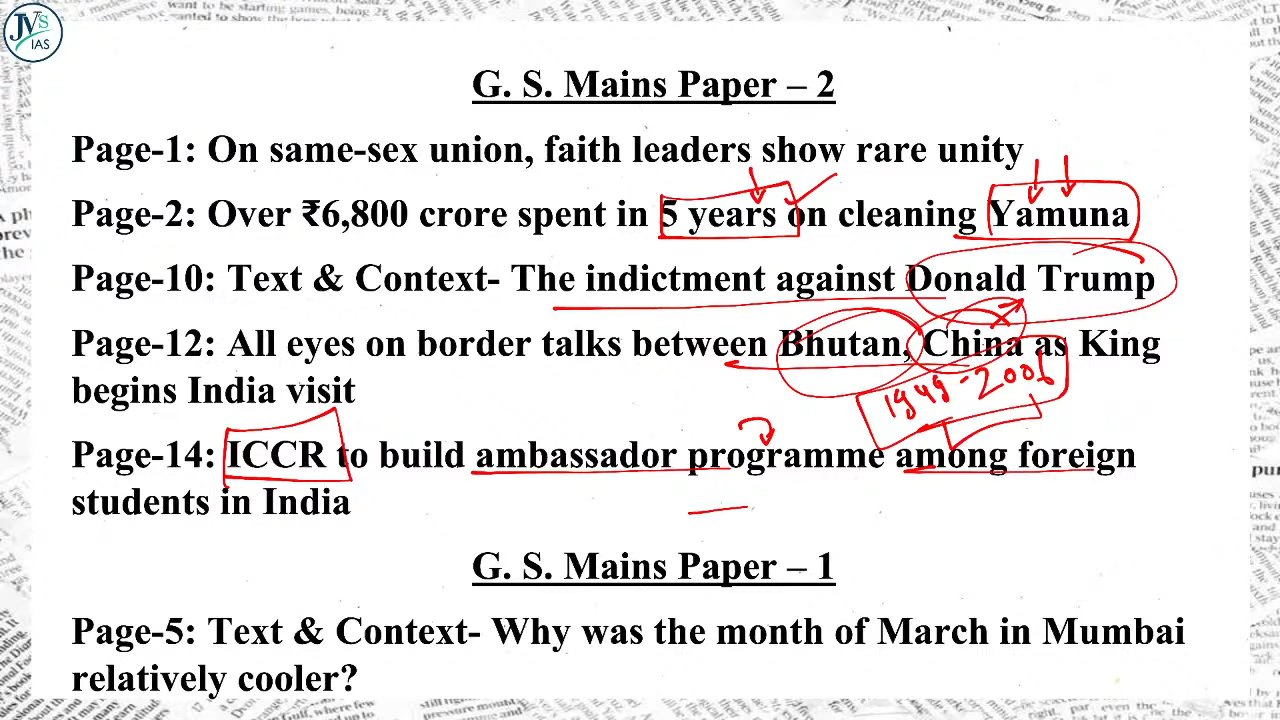 JVS
IAS
G. S. Mains Paper – 2
Page-1: On same-sex union, faith leaders show rare unity
Page-2: Over ₹6,800 crore spent in 5 years on cleaning Yamuna
Page-10: Text & Context- The indictment against Donald Trump
Page-12: All eyes on border talks between Bhutan, China as King
begins India visit
1949-2006
Page-14: ICCR to build ambassador programme among foreign
students in India
G. S. Mains Paper – 1
Page-5: Text & Context- Why was the month of March in Mumbai
relatively cooler?